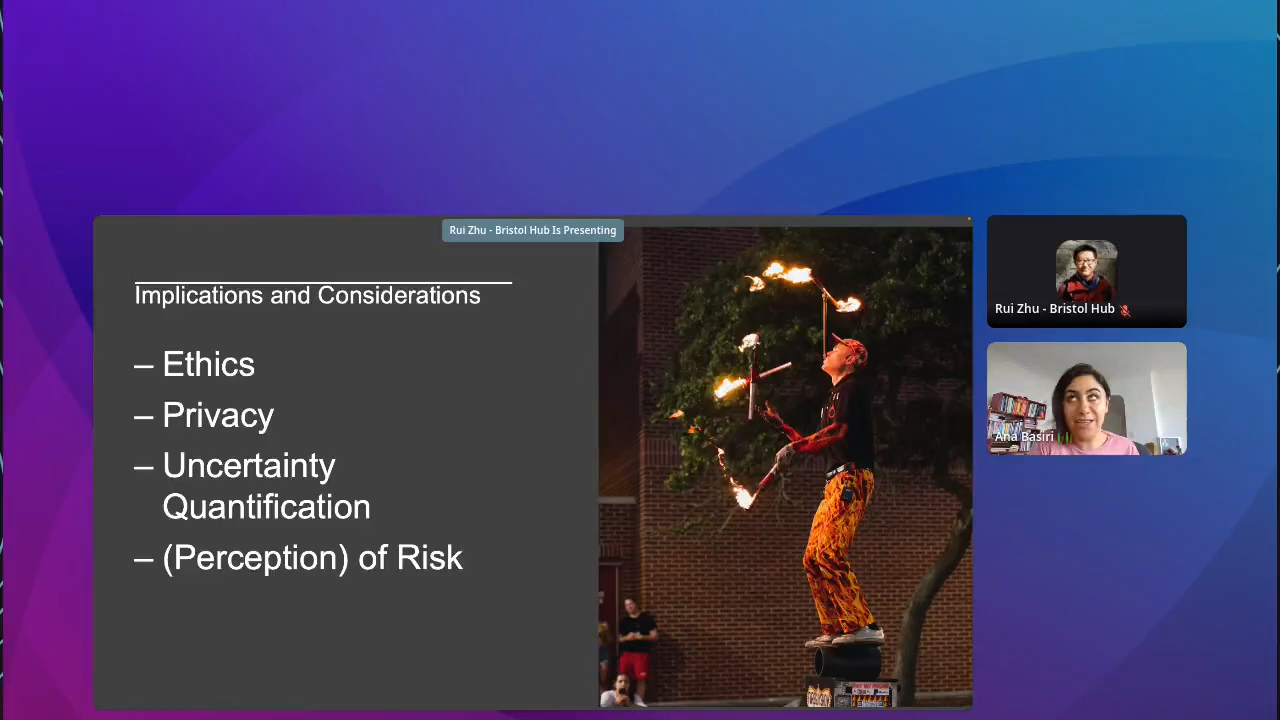 Rui Zhu - Bristol Hub Is Presenting
Implications and Considerations
– Ethics
– Privacy
– Uncertainty
Quantification
– (Perception) of Risk
Rui Zhu - Bristol Hub
Ana Basiri